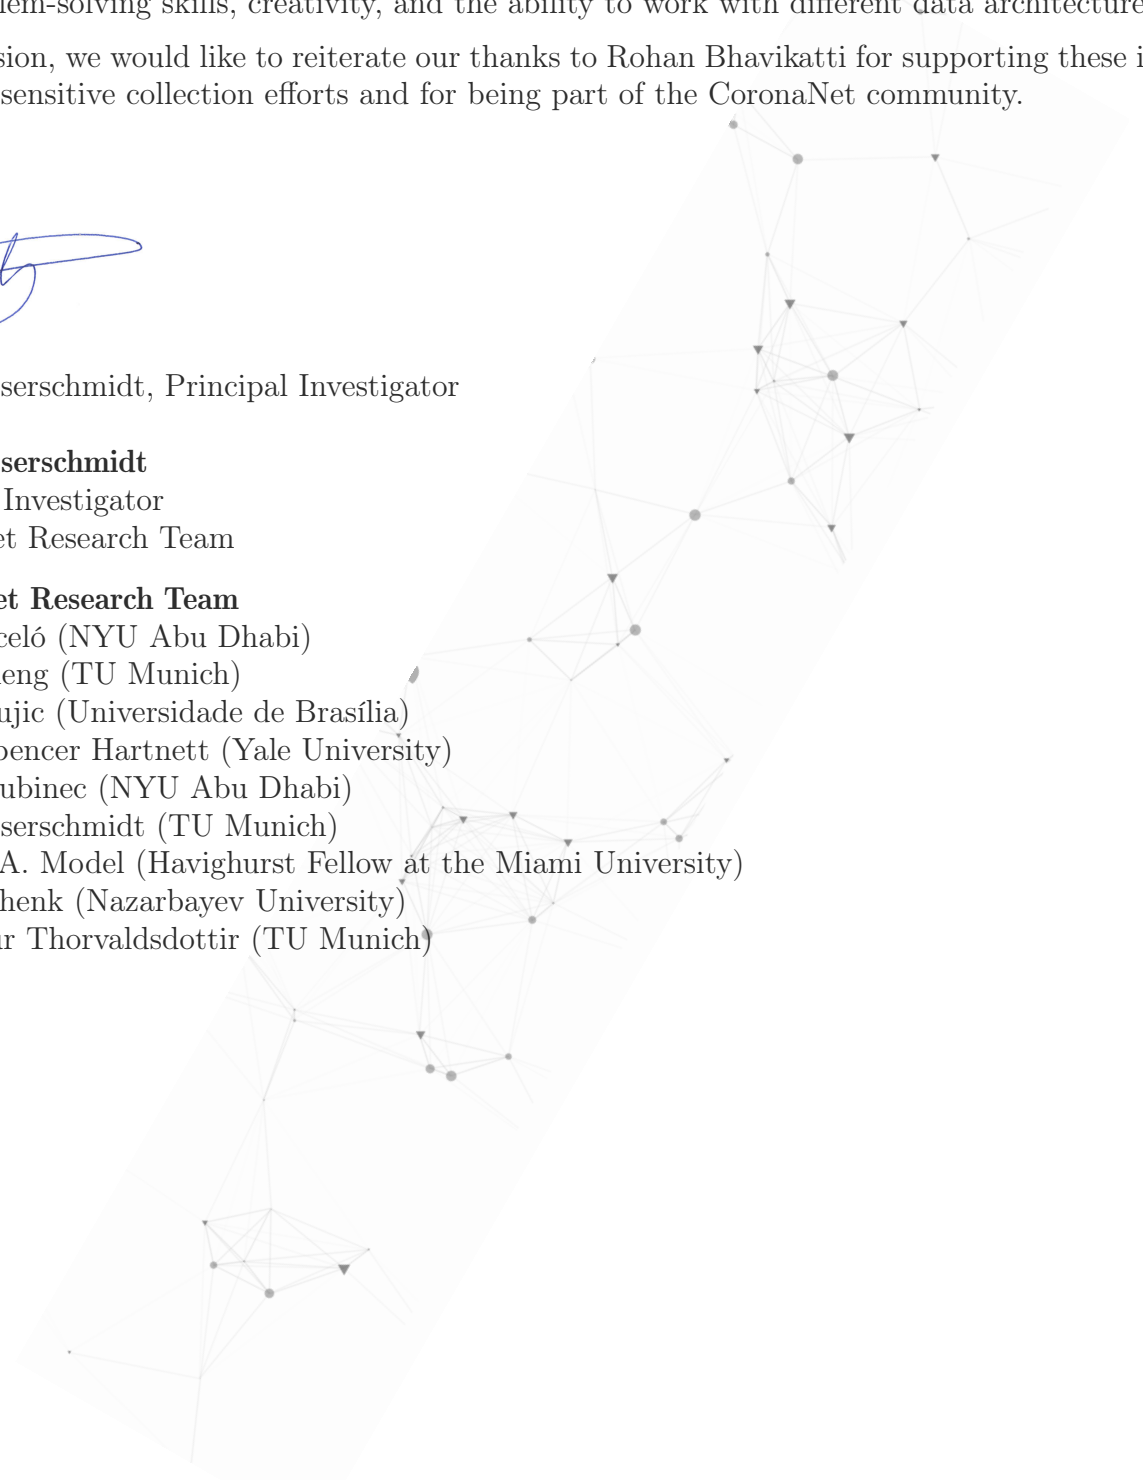 lem-solving skills, creativity, and the ability to work with different data architecture
sion, we would like to reiterate our thanks to Rohan Bhavikatti for supporting these i
sensitive collection efforts and for being part of the CoronaNet community.
serschmidt, Principal Investigator
serschmidt
Investigator
et Research Team
et Research Team
celó (NYU Abu Dhabi)
eng (TU Munich)
ujic (Universidade de Brasília)
pencer Hartnett (Yale University)
ubinec (NYU Abu Dhabi)
serschmidt (TU Munich)
A. Model (Havighurst Fellow at the Miami University)
henk (Nazarbayev University)
ur Thorvaldsdottir (TU Munich)